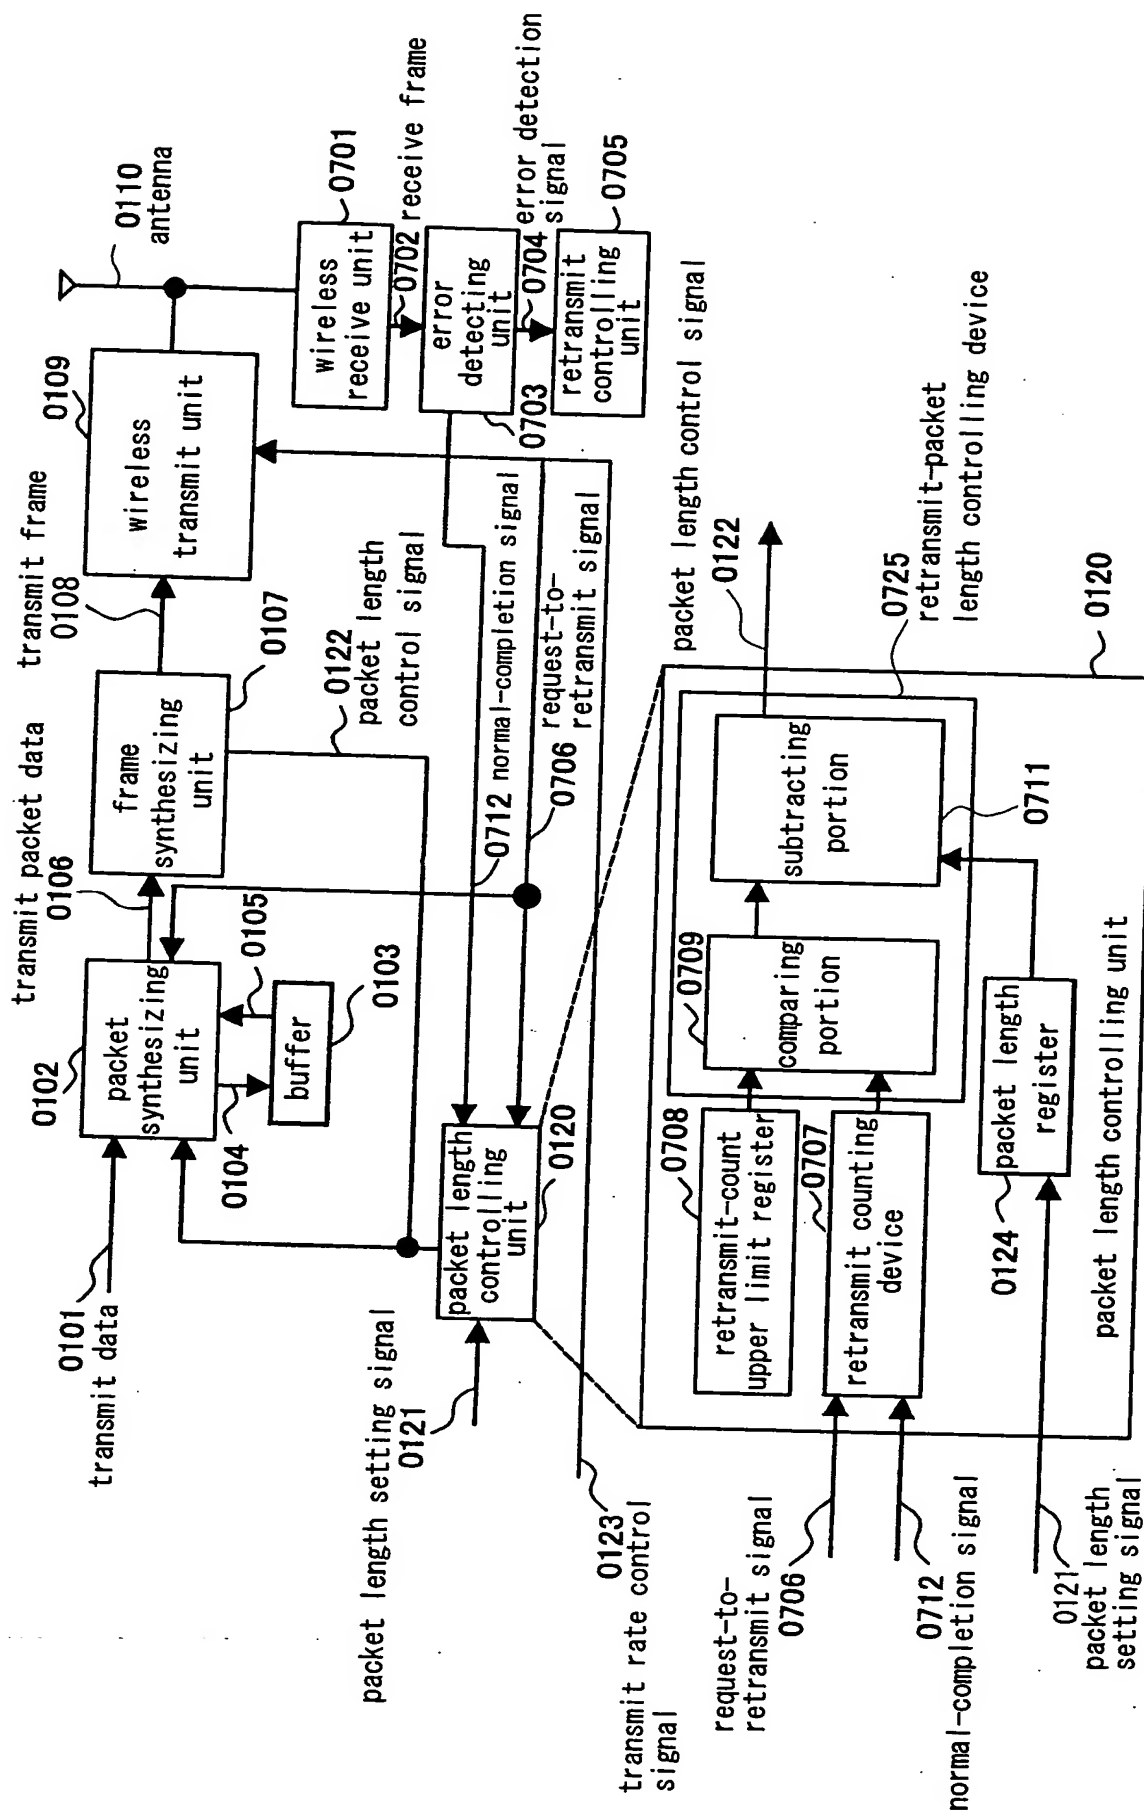 0101
transmit data
0102
packet
synthesizing
unit
0104
0105
buffer
0103
transmit packet data
0106
frame
synthesizing
unit
0107
transmit frame
0108
0109
wireless
transmit unit
0110
antenna
0122
packet length
control signal
0701
wireless
receive unit
0702 receive frame
error
detecting
unit
0703
0704
error detection
signal
retransmit
controlling
unit
0705
0712 normal-completion signal
0706
request-to-
retransmit signal
packet length setting signal
0121
packet length
controlling
unit
0120
0123
transmit rate control
signal
packet length control signal
0122
0725
retransmit-packet
length controlling device
0120
0708
retransmit-count
upper limit register
0709
comparing
portion
subtracting
portion
0711
0707
retransmit counting
device
0124
packet length
register
packet length controlling unit
request-to-
retransmit signal
0706
0712
normal-completion signal
0121
packet length
setting signal